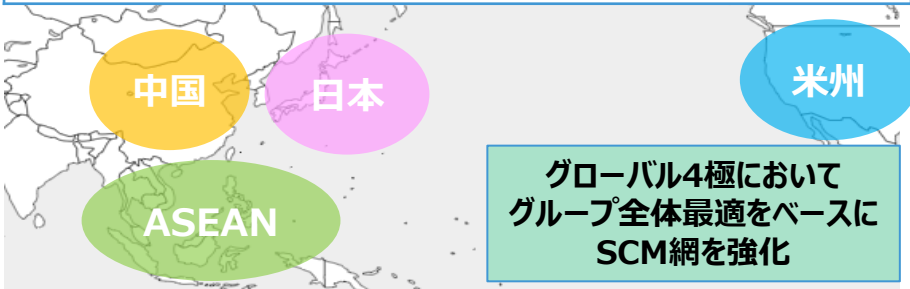 中国
日本
米州
ASEAN
グローバル4極において
グループ全体最適をベースに
SCM網を強化